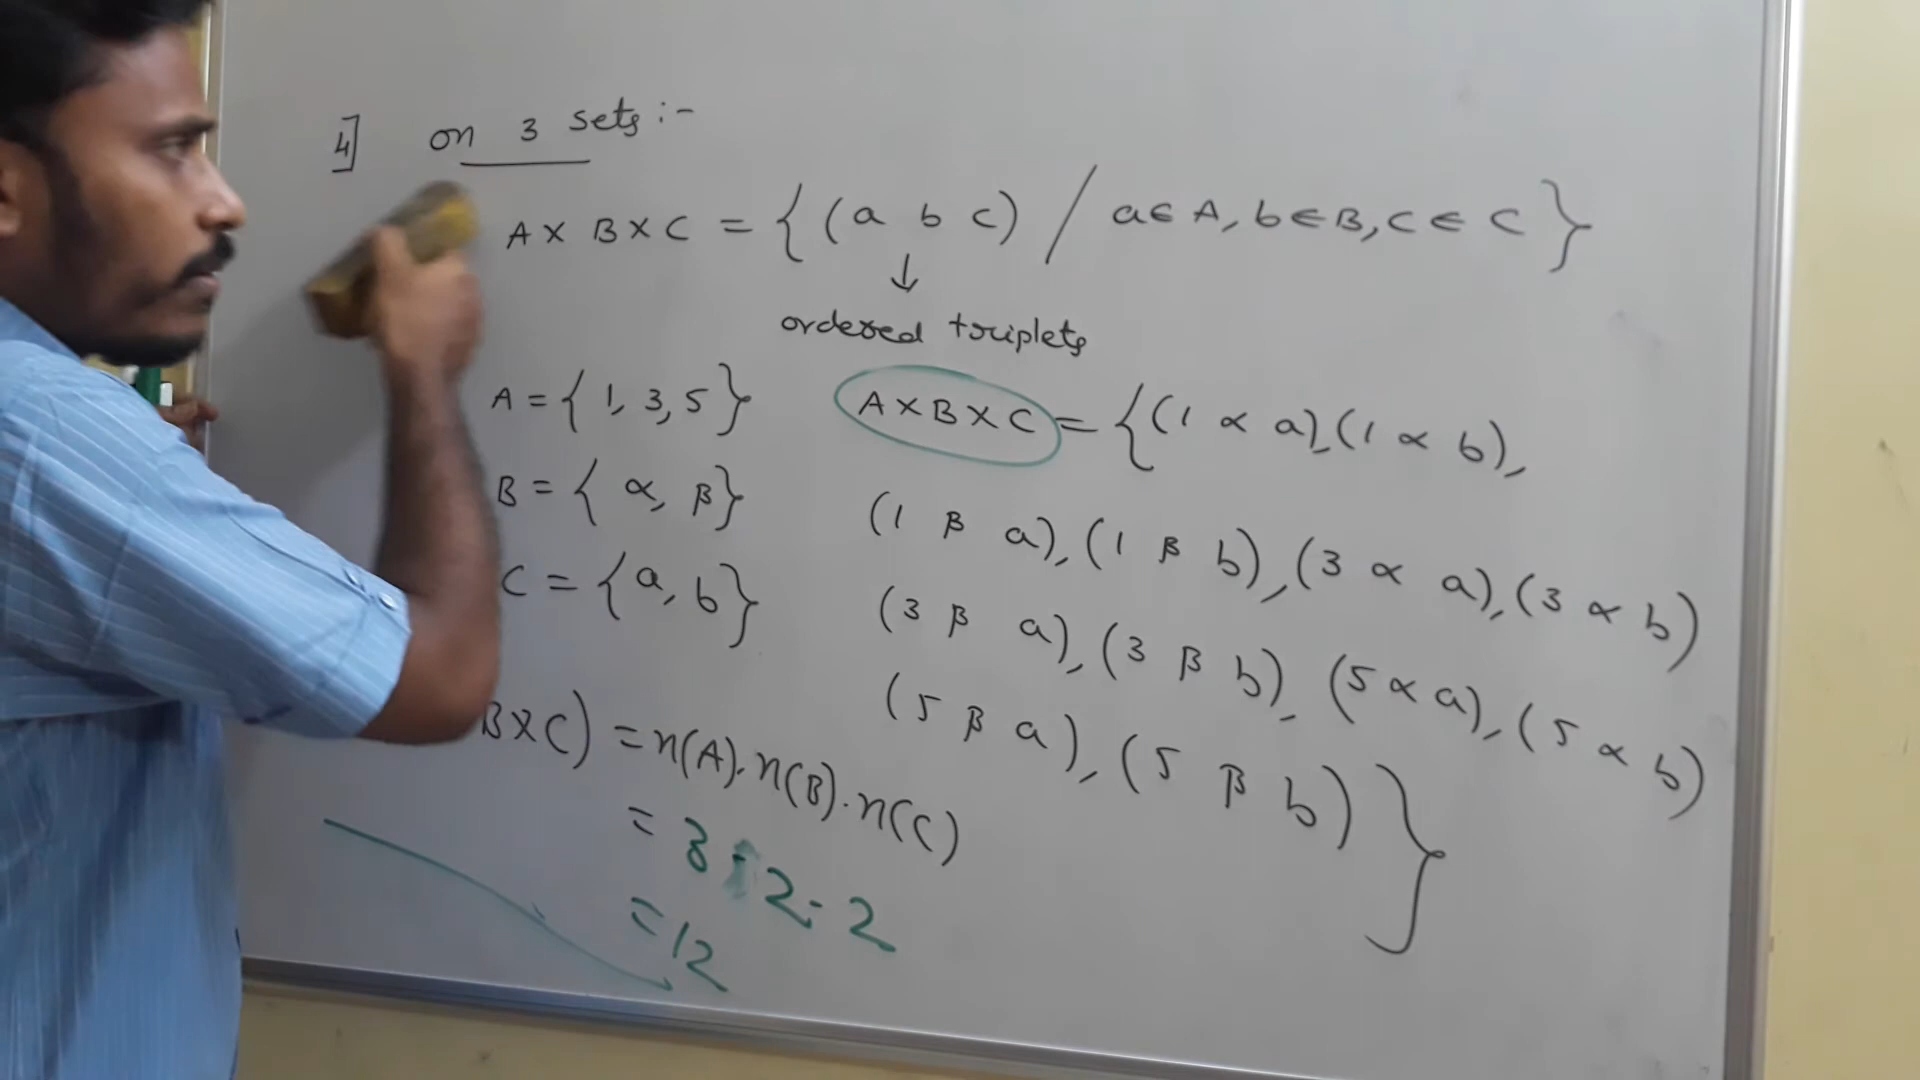 4] on 3 sets :-
A X B X C = { (a b c) / a ∈ A, b ∈ B, c ∈ C }
↓
ordered triplets
A = { 1, 3, 5 }
B = { α, β }
C = { a, b }
A X B X C = { (1 α a), (1 α b),
(1 β a), (1 β b), (3 α a), (3 α b)
(3 β a), (3 β b), (5 α a), (5 α b)
(5 β a), (5 β b) }
B X C) = n(A). n(B). n(C)
= 3 · 2 · 2
= 12